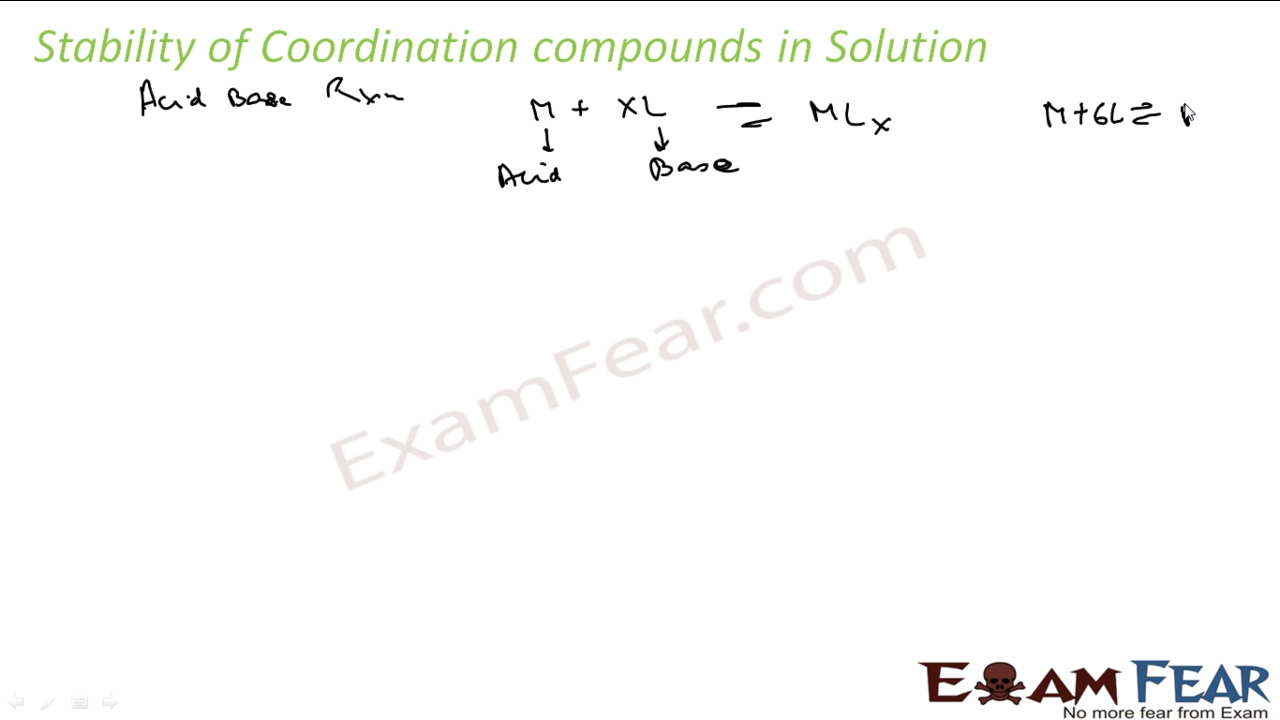 Stability of Coordination compounds in Solution
Acid Base Rxn
M + XL ⇌ MLx
M+6L ⇌
Acid Base
ExamFear.com
EXAM FEAR
No more fear from Exam